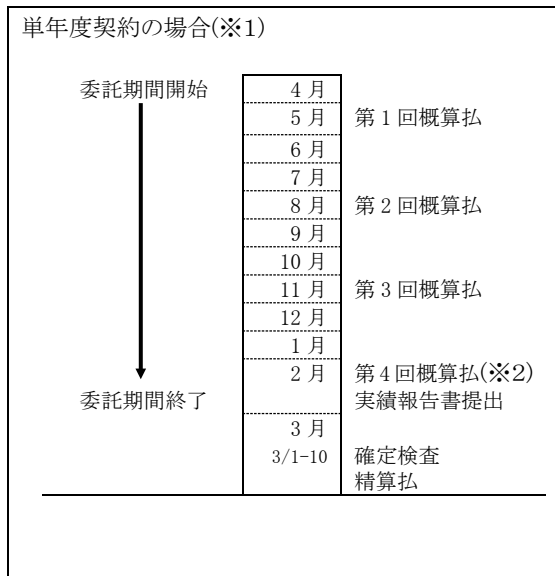 単年度契約の場合(※1)
委託期間開始 4月
5月 第1回概算払
6月
7月
8月 第2回概算払
9月
10月
11月 第3回概算払
12月
1月
2月 第4回概算払(※2)
委託期間終了 実績報告書提出
3月
3/1-10 確定検査
精算払